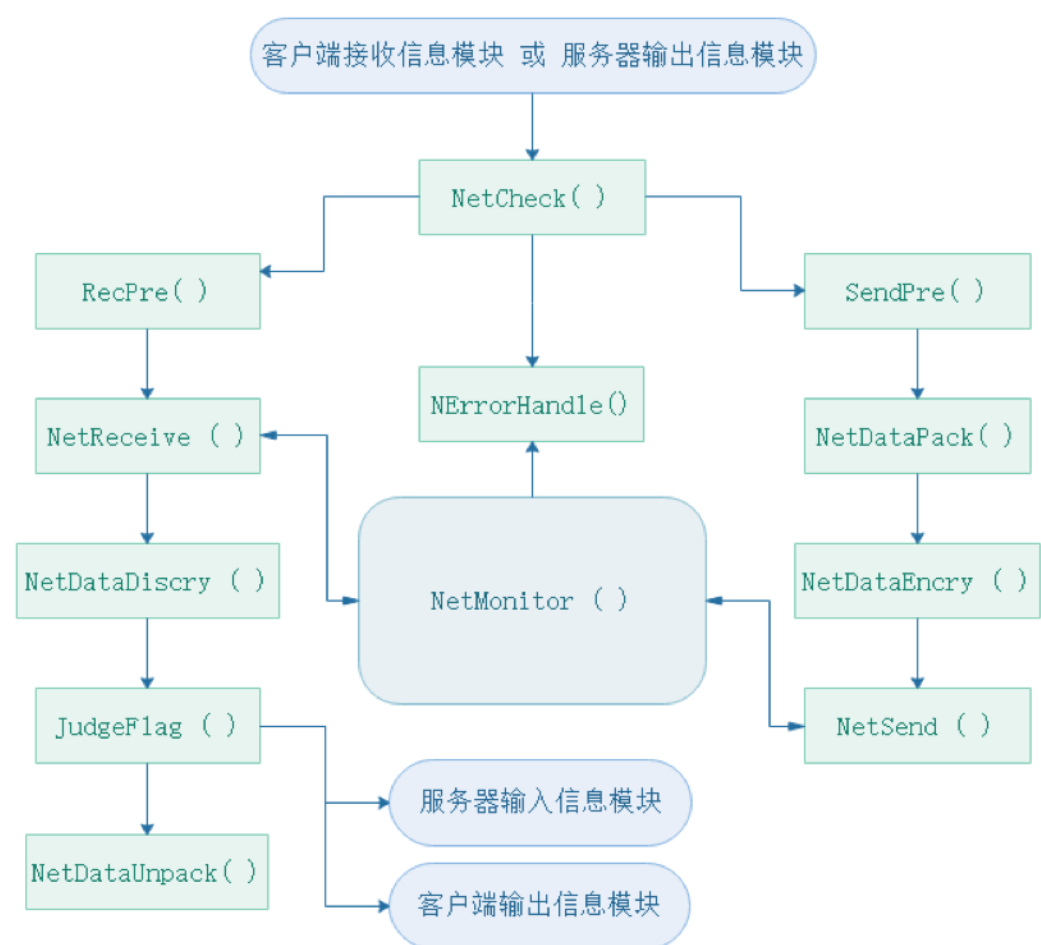 客户端接收信息模块 或 服务器输出信息模块
NetCheck( )
RecPre( )
SendPre( )
NErrorHandle()
NetReceive ( )
NetDataPack( )
NetDataDiscry ( )
NetMonitor ( )
NetDataEncry ( )
JudgeFlag ( )
NetSend ( )
服务器输入信息模块
NetDataUnpack( )
客户端输出信息模块